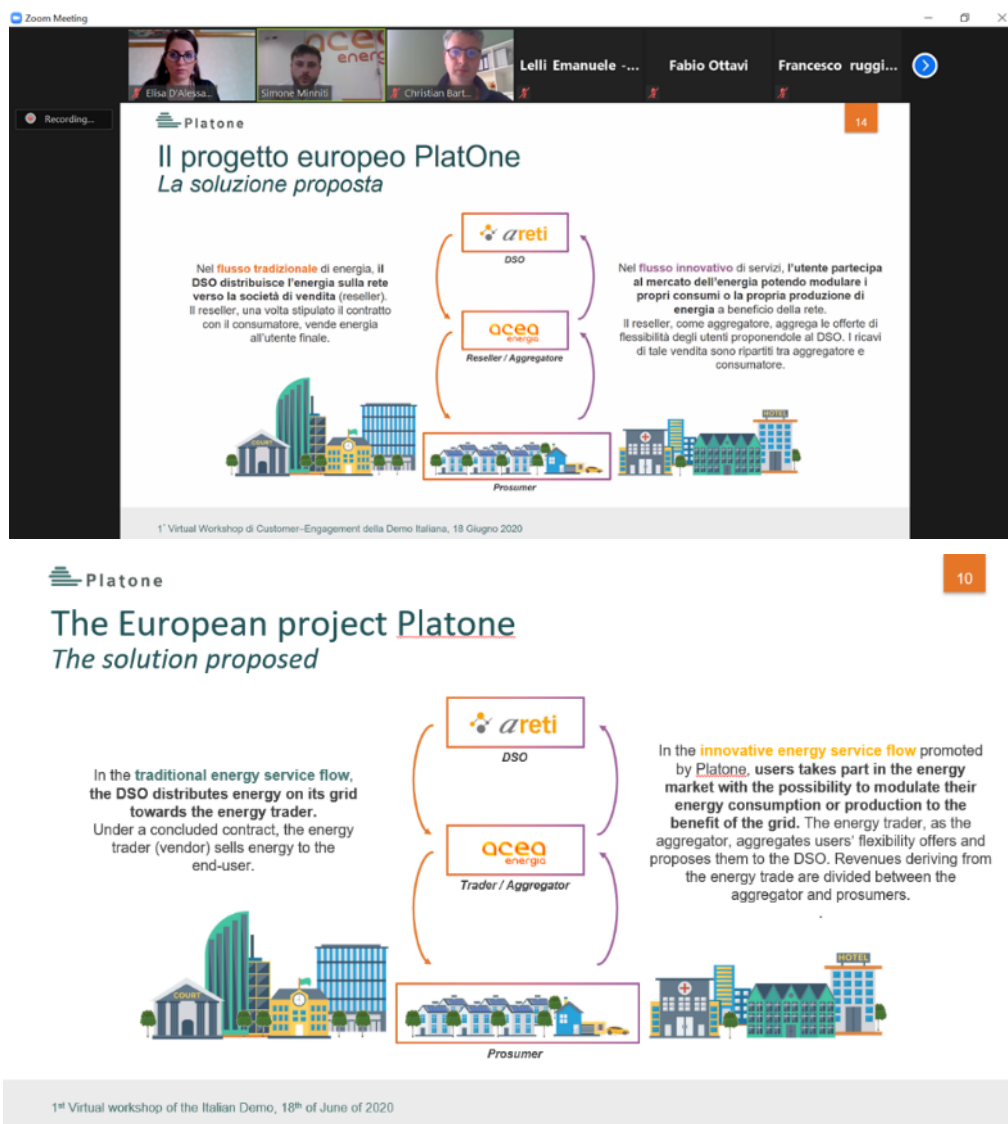 Zoom Meeting
acea
energ
Elisa D'Alessa...
Simone Minniti
Christian Bart...
Lelli Emanuele -...
Fabio Ottavi
Francesco ruggi...
Recording...
Platone
14
Il progetto europeo PlatOne
La soluzione proposta
areti
DSO
Nel flusso tradizionale di energia, il
DSO distribuisce l'energia sulla rete
verso la società di vendita (reseller).
Il reseller, una volta stipulato il contratto
con il consumatore, vende energia
all'utente finale.
Nel flusso innovativo di servizi, l'utente partecipa
al mercato dell'energia potendo modulare i
propri consumi o la propria produzione di
energia a beneficio della rete.
Il reseller, come aggregatore, aggrega le offerte di
flessibilità degli utenti proponendole al DSO. I ricavi
di tale vendita sono ripartiti tra aggregatore e
consumatore.
acea
energia
Reseller / Aggregatore
COURT
HOTEL
Prosumer
1° Virtual Workshop di Customer–Engagement della Demo Italiana, 18 Giugno 2020
Platone
10
The European project Platone
The solution proposed
areti
DSO
In the traditional energy service flow,
the DSO distributes energy on its grid
towards the energy trader.
Under a concluded contract, the energy
trader (vendor) sells energy to the
end-user.
In the innovative energy service flow promoted
by Platone, users takes part in the energy
market with the possibility to modulate their
energy consumption or production to the
benefit of the grid. The energy trader, as the
aggregator, aggregates users' flexibility offers and
proposes them to the DSO. Revenues deriving from
the energy trade are divided between the
aggregator and prosumers.
.
acea
energia
Trader / Aggregator
COURT
HOTEL
Prosumer
1st Virtual workshop of the Italian Demo, 18th of June of 2020